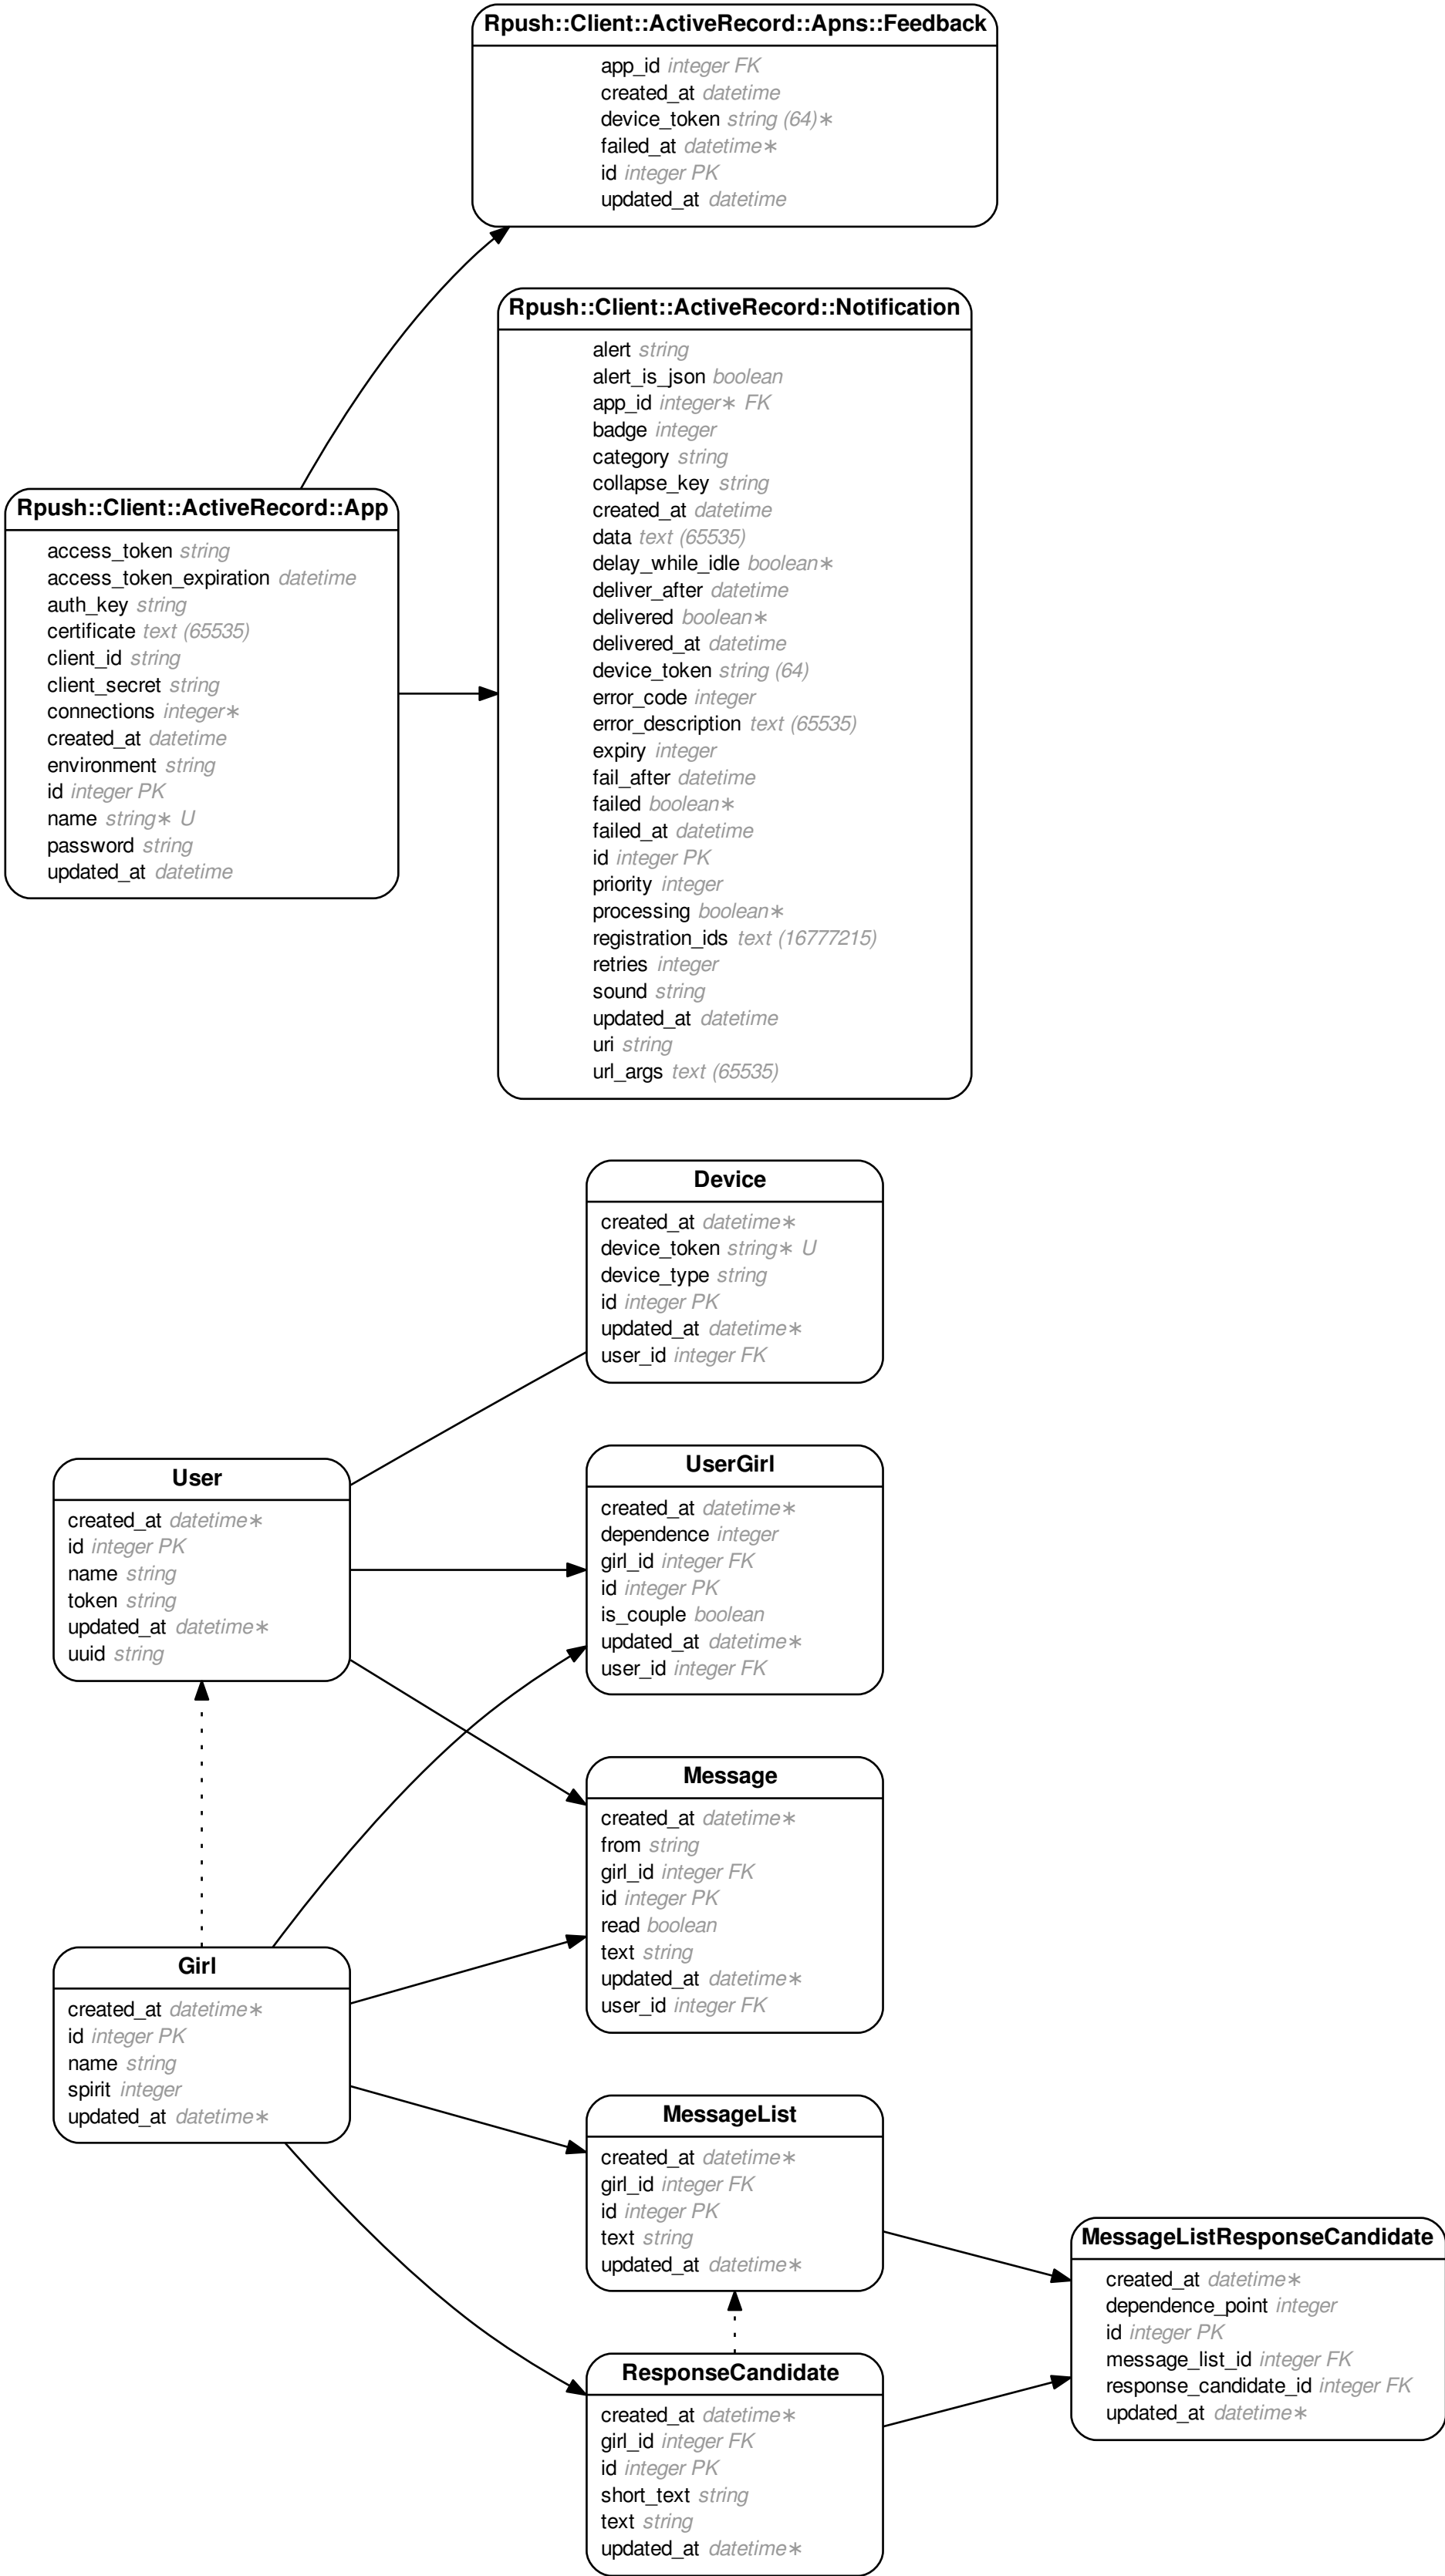 Rpush::Client::ActiveRecord::Apns::Feedback
app_id integer FK
created_at datetime
device_token string (64)∗
failed_at datetime∗
id integer PK
updated_at datetime
Rpush::Client::ActiveRecord::Notification
alert string
alert_is_json boolean
app_id integer∗ FK
badge integer
category string
collapse_key string
created_at datetime
data text (65535)
delay_while_idle boolean∗
deliver_after datetime
delivered boolean∗
delivered_at datetime
device_token string (64)
error_code integer
error_description text (65535)
expiry integer
fail_after datetime
failed boolean∗
failed_at datetime
id integer PK
priority integer
processing boolean∗
registration_ids text (16777215)
retries integer
sound string
updated_at datetime
uri string
url_args text (65535)
Rpush::Client::ActiveRecord::App
access_token string
access_token_expiration datetime
auth_key string
certificate text (65535)
client_id string
client_secret string
connections integer∗
created_at datetime
environment string
id integer PK
name string∗ U
password string
updated_at datetime
Device
created_at datetime∗
device_token string∗ U
device_type string
id integer PK
updated_at datetime∗
user_id integer FK
User
created_at datetime∗
id integer PK
name string
token string
updated_at datetime∗
uuid string
UserGirl
created_at datetime∗
dependence integer
girl_id integer FK
id integer PK
is_couple boolean
updated_at datetime∗
user_id integer FK
Message
created_at datetime∗
from string
girl_id integer FK
id integer PK
read boolean
text string
updated_at datetime∗
user_id integer FK
Girl
created_at datetime∗
id integer PK
name string
spirit integer
updated_at datetime∗
MessageList
created_at datetime∗
girl_id integer FK
id integer PK
text string
updated_at datetime∗
MessageListResponseCandidate
created_at datetime∗
dependence_point integer
id integer PK
message_list_id integer FK
response_candidate_id integer FK
updated_at datetime∗
ResponseCandidate
created_at datetime∗
girl_id integer FK
id integer PK
short_text string
text string
updated_at datetime∗